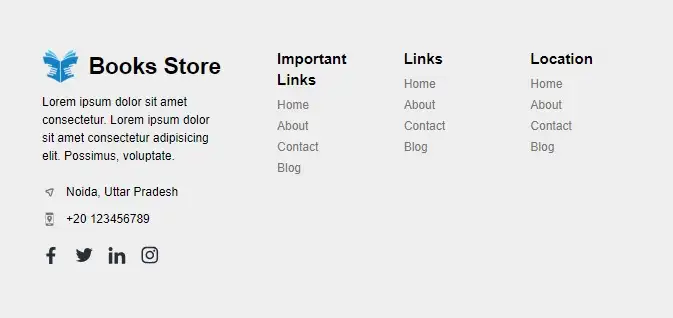 Books Store
Lorem ipsum dolor sit amet
consectetur. Lorem ipsum dolor
sit amet consectetur adipisicing
elit. Possimus, voluptate.
Noida, Uttar Pradesh
+20 123456789
Important
Links
Home
About
Contact
Blog
Links
Home
About
Contact
Blog
Location
Home
About
Contact
Blog